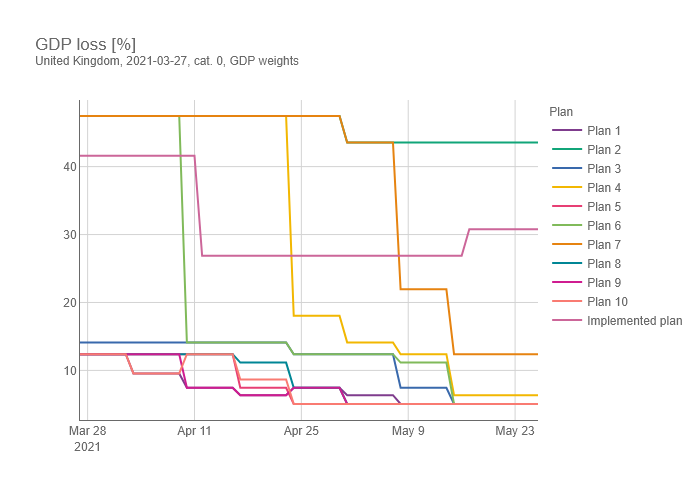 GDP loss [%]
United Kingdom, 2021-03-27, cat. 0, GDP weights
Plan
Plan 1
Plan 2
Plan 3
Plan 4
Plan 5
Plan 6
Plan 7
Plan 8
Plan 9
Plan 10
Implemented plan
40
30
20
10
Mar 28 Apr 11 Apr 25 May 9 May 23
2021